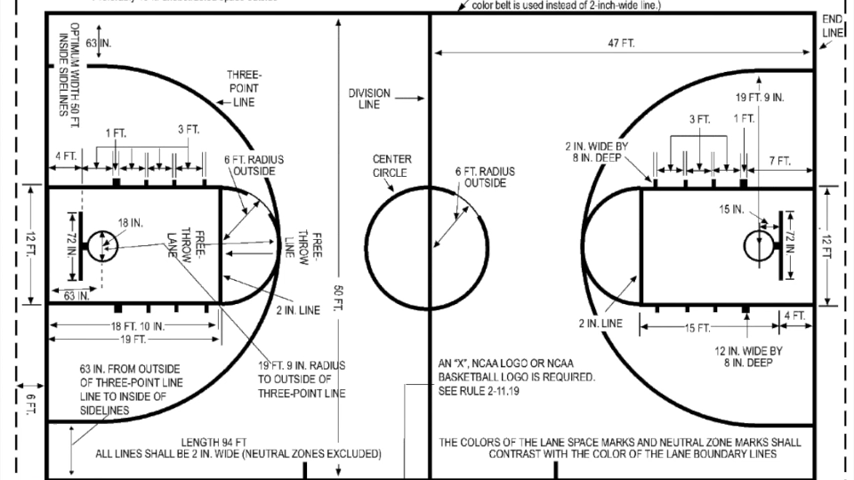 color belt is used instead of 2-inch-wide line.)
END
LINE
63 IN.
OPTIMUM WIDTH 50 FT
INSIDE SIDELINES
THREE-
POINT
LINE
DIVISION
LINE
47 FT.
19 FT. 9 IN.
1 FT.
3 FT.
4 FT.
6 FT. RADIUS
OUTSIDE
CENTER
CIRCLE
6 FT. RADIUS
OUTSIDE
2 IN. WIDE BY
8 IN. DEEP
3 FT.
1 FT.
7 FT.
12 FT.
72 IN.
18 IN.
FREE-
THROW
LANE
FREE-
THROW
LINE
63 IN.
2 IN. LINE
50 FT.
15 IN.
72 IN.
12 FT.
2 IN. LINE
15 FT.
4 FT.
18 FT. 10 IN.
19 FT.
12 IN. WIDE BY
8 IN. DEEP
6 FT.
63 IN. FROM OUTSIDE
OF THREE-POINT LINE
LINE TO INSIDE OF
SIDELINES
19 FT. 9 IN. RADIUS
TO OUTSIDE OF
THREE-POINT LINE
AN "X", NCAA LOGO OR NCAA
BASKETBALL LOGO IS REQUIRED.
SEE RULE 2-11.19
LENGTH 94 FT
ALL LINES SHALL BE 2 IN. WIDE (NEUTRAL ZONES EXCLUDED)
THE COLORS OF THE LANE SPACE MARKS AND NEUTRAL ZONE MARKS SHALL
CONTRAST WITH THE COLOR OF THE LANE BOUNDARY LINES